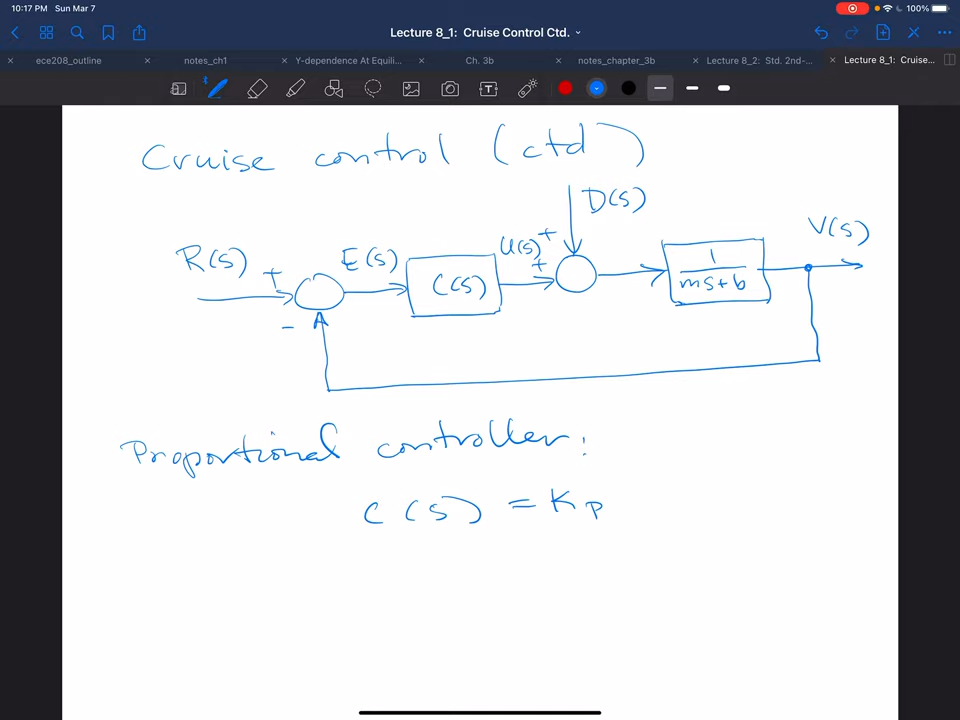 10:17 PM Sun Mar 7
100%
Lecture 8_1: Cruise Control Ctd.
ece208_outline
notes_ch1
Y-dependence At Equili...
Ch. 3b
notes_chapter_3b
Lecture 8_2: Std. 2nd-...
Lecture 8_1: Cruise...
T
Cruise control (ctd)
D(s)
V(s)
R(s) + E(s) C(s) U(s) + + 1/(ms+b)
-
Proportional controller:
C(s) = Kp